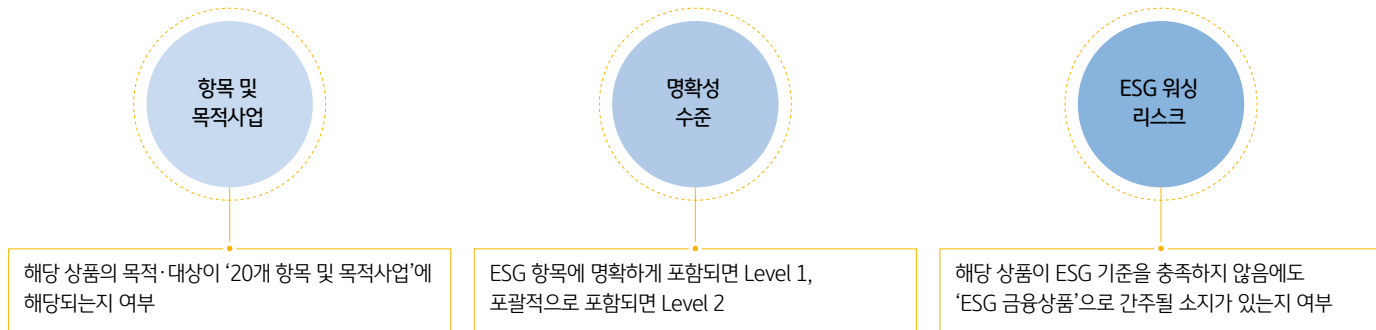 항목 및
목적사업
명확성
수준
ESG 워싱
리스크
해당 상품의 목적·대상이 ‘20개 항목 및 목적사업’에
해당되는지 여부
ESG 항목에 명확하게 포함되면 Level 1,
포괄적으로 포함되면 Level 2
해당 상품이 ESG 기준을 충족하지 않음에도
‘ESG 금융상품’으로 간주될 소지가 있는지 여부